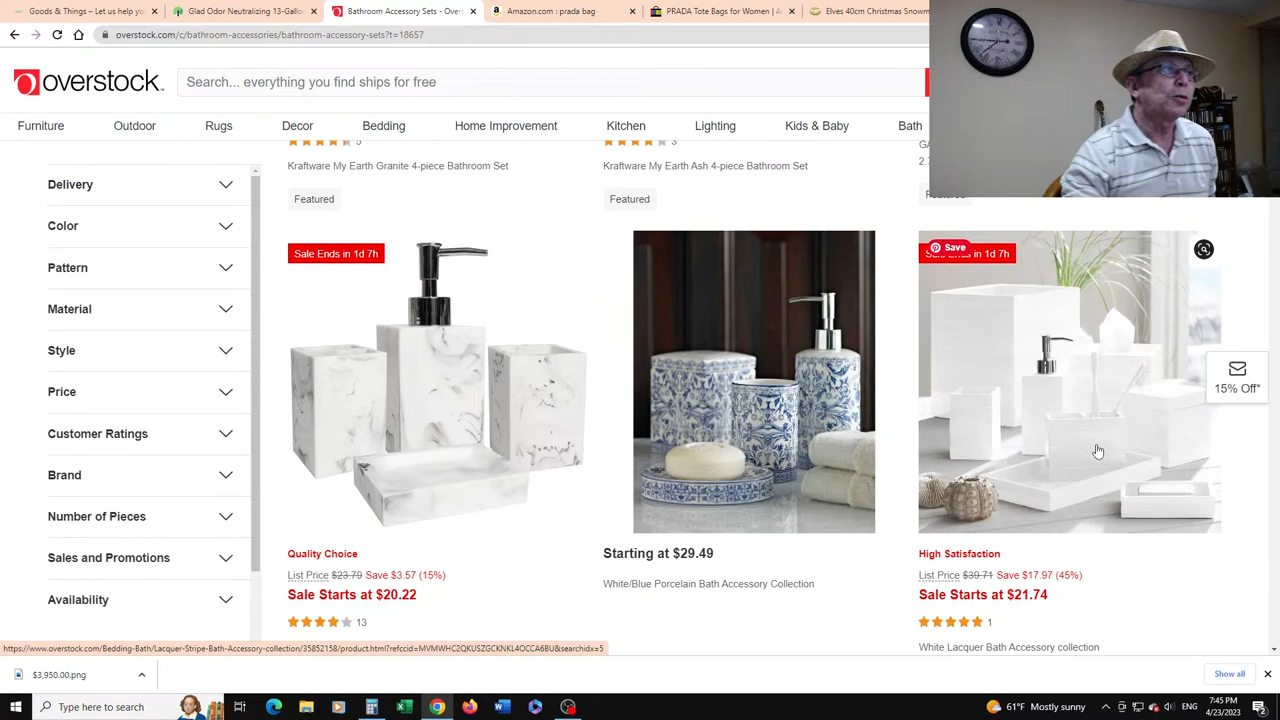 Goods & Things – Let us help you
Glad Odor Neutralizing 13-Gallon
Bathroom Accessory Sets - Overs
Amazon.com : prada bag
PRADA Tote Bags for Women | A
Elves 40cm Christmas Snowm
overstock.com/c/bathroom-accessories/bathroom-accessory-sets?t=18657
overstock™
Search... everything you find ships for free
Furniture
Outdoor
Rugs
Decor
Bedding
Home Improvement
Kitchen
Lighting
Kids & Baby
Bath
5
3
Kraftware My Earth Granite 4-piece Bathroom Set
Kraftware My Earth Ash 4-piece Bathroom Set
Featured
Featured
Delivery
Color
Pattern
Material
Style
Price
Customer Ratings
Brand
Number of Pieces
Sales and Promotions
Availability
Sale Ends in 1d 7h
Save
Sale Ends in 1d 7h
15% Off*
Quality Choice
List Price $23.79 Save $3.57 (15%)
Sale Starts at $20.22
13
Starting at $29.49
White/Blue Porcelain Bath Accessory Collection
High Satisfaction
List Price $39.71 Save $17.97 (45%)
Sale Starts at $21.74
1
White Lacquer Bath Accessory collection
https://www.overstock.com/Bedding-Bath/Lacquer-Stripe-Bath-Accessory-collection/35852158/product.html?refccid=MVMWHC2QKUSZGCKNKL4OCCA6BU&searchidx=5
$3,950.00.png
Show all
Type here to search
61°F Mostly sunny
7:45 PM
4/23/2023
2